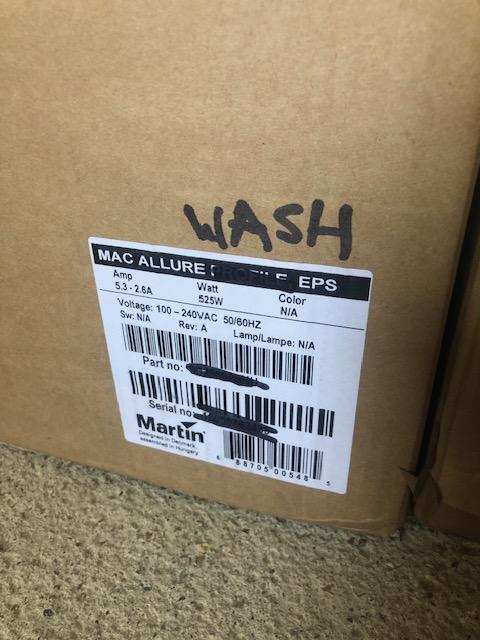 WASH
MAC ALLURE PROFILE, EPS
Amp
Watt
Color
5.3 - 2.6A
525W
N/A
Voltage: 100 – 240VAC 50/60HZ
Sw: N/A
Rev: A
Lamp/Lampe: N/A
Part no:
Serial no:
Martin
Designed in Denmark
assembled in Hungary
6 88705 00548 5